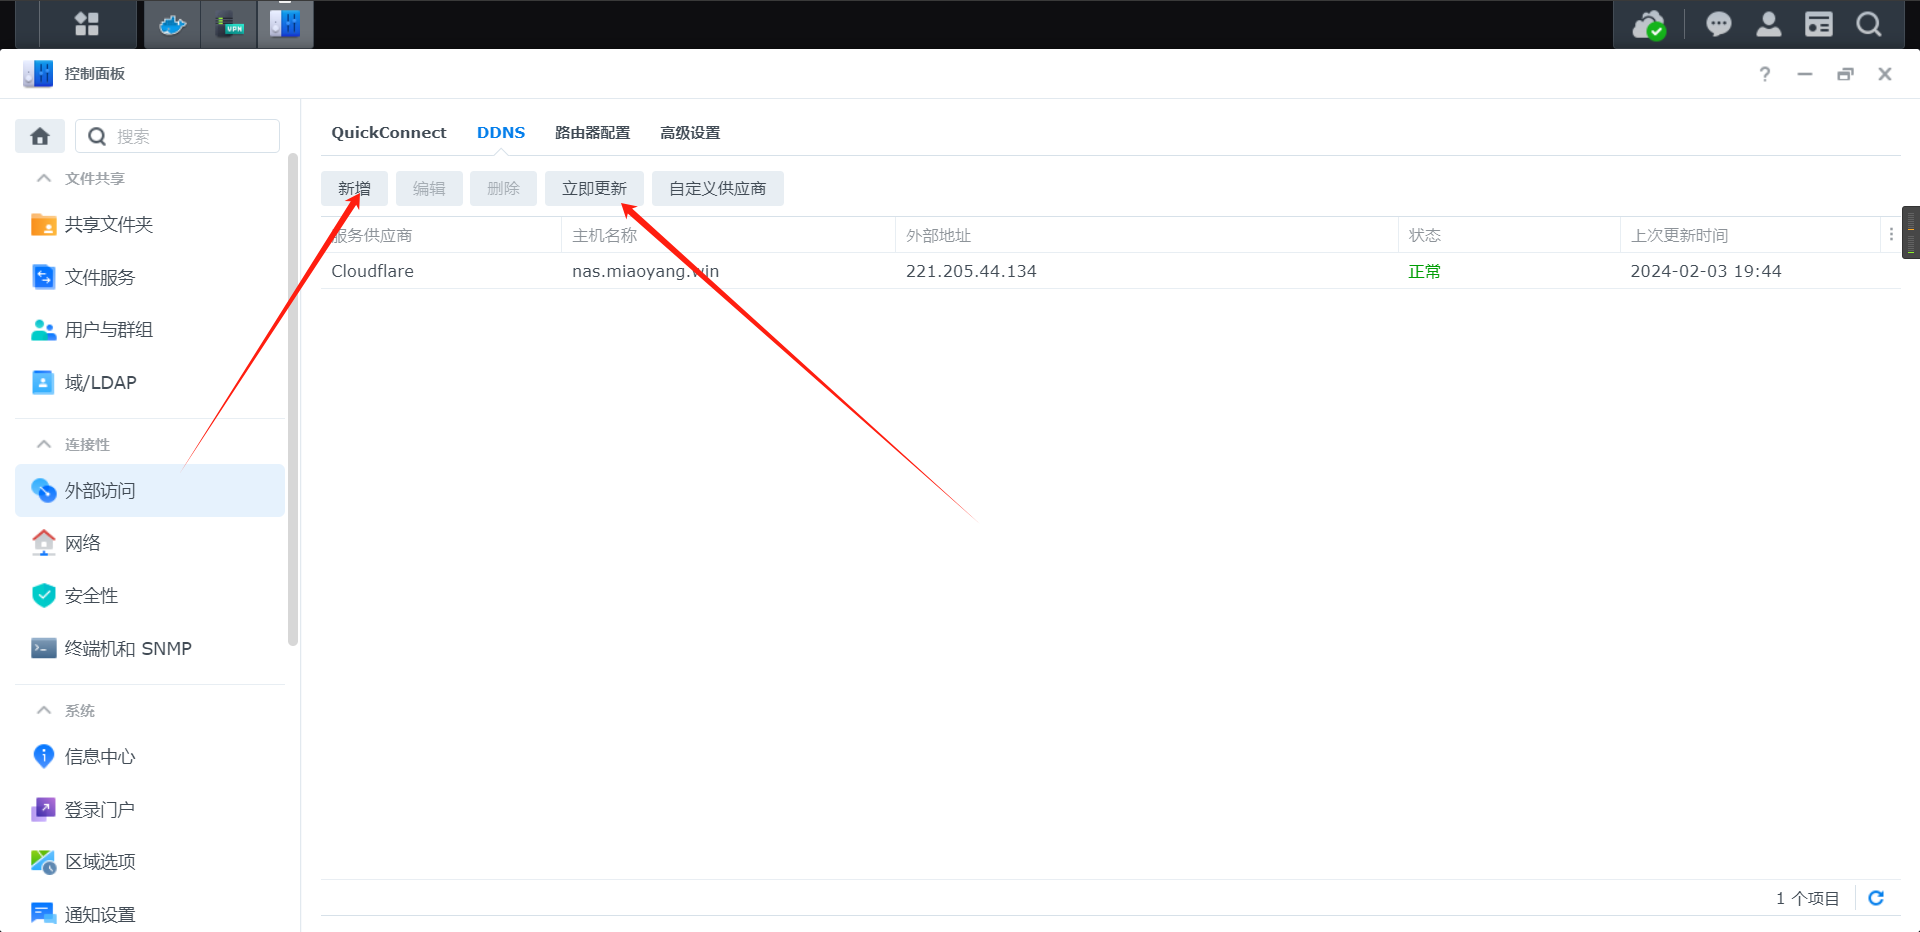 VPN
控制面板
?
搜索
文件共享
共享文件夹
文件服务
用户与群组
域/LDAP
连接性
外部访问
网络
安全性
终端机和 SNMP
系统
信息中心
登录门户
区域选项
通知设置
QuickConnect DDNS 路由器配置 高级设置
新增 编辑 删除 立即更新 自定义供应商
服务供应商 主机名称 外部地址 状态 上次更新时间
Cloudflare nas.miaoyang.win 221.205.44.134 正常 2024-02-03 19:44
1 个项目